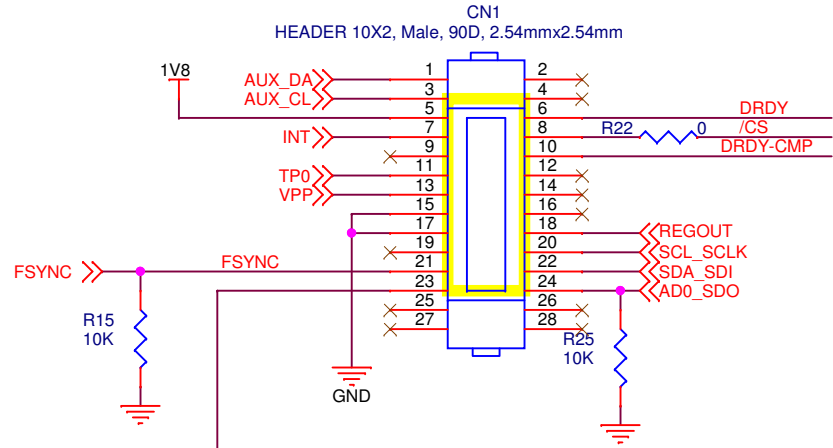 CN1
HEADER 10X2, Male, 90D, 2.54mmx2.54mm
1V8
AUX_DA 1 2
AUX_CL 3 4
5 6 DRDY
INT 7 8 R22 0 /CS
9 10 DRDY-CMP
TP0 11 12
VPP 13 14
15 16
17 18 REGOUT
19 20 SCL_SCLK
FSYNC FSYNC 21 22 SDA_SDI
23 24 AD0_SDO
25 26
27 28
R15
10K
R25
10K
GND